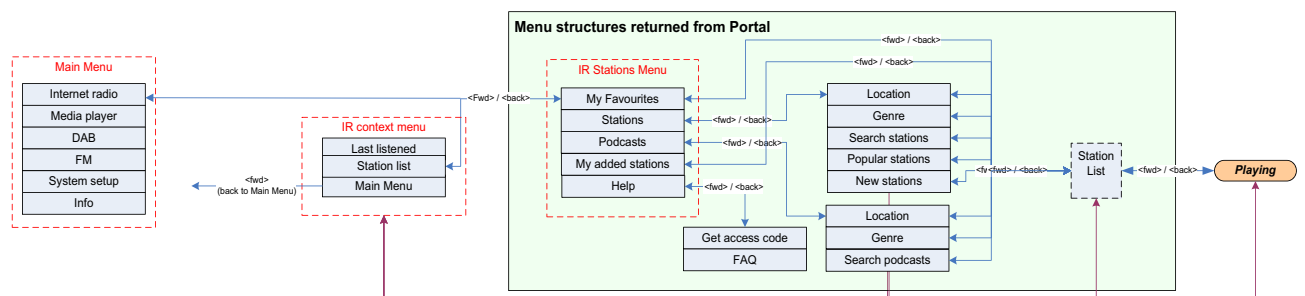 Menu structures returned from Portal
Main Menu
Internet radio
Media player
DAB
FM
System setup
Info
<fwd>
(back to Main Menu)
IR context menu
Last listened
Station list
Main Menu
<Fwd> / <back>
IR Stations Menu
My Favourites
Stations
Podcasts
My added stations
Help
<fwd> / <back>
<fwd> / <back>
<fwd> / <back>
<fwd> / <back>
<fwd> / <back>
Get access code
FAQ
Location
Genre
Search stations
Popular stations
New stations
Location
Genre
Search podcasts
<fv<fwd> / <back>
Station
List
<fwd> / <back>
Playing